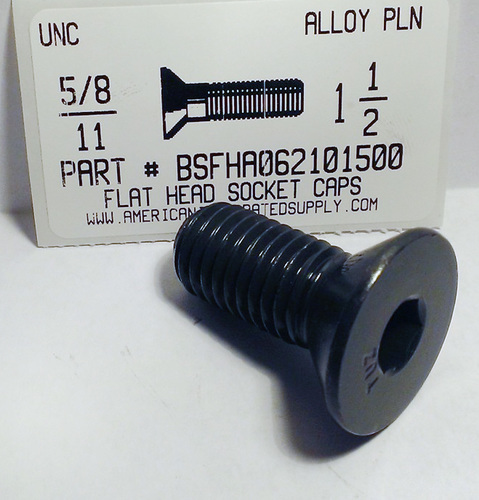 UNC ALLOY PLN
5/8
11
1 1/2
PART # BSFHA062101500
FLAT HEAD SOCKET CAPS